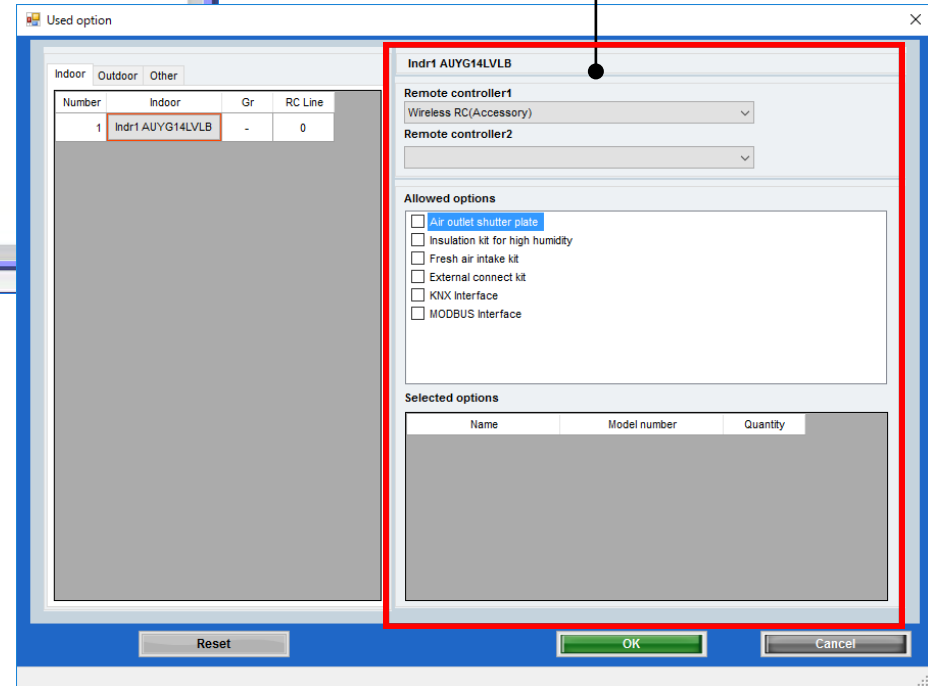 Used option
Indoor Outdoor Other
Number Indoor Gr RC Line
1 Indr1 AUYG14LVLB - 0
Indr1 AUYG14LVLB
Remote controller1
Wireless RC(Accessory)
Remote controller2
Allowed options
Air outlet shutter plate
Insulation kit for high humidity
Fresh air intake kit
External connect kit
KNX Interface
MODBUS Interface
Selected options
Name Model number Quantity
Reset OK Cancel